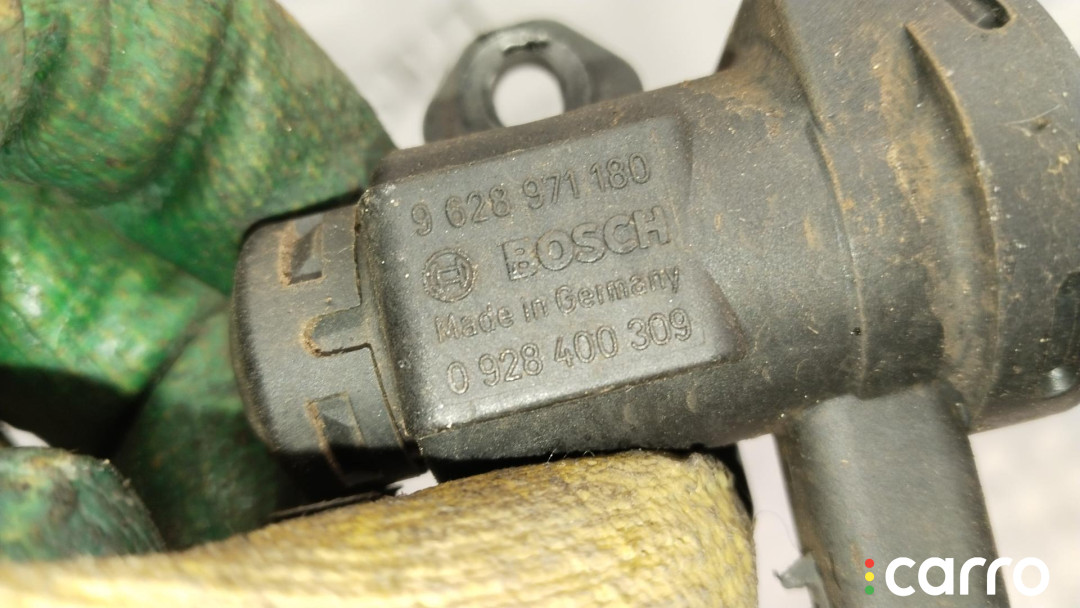 9 628 971 180
BOSCH
Made in Germany
0 928 400 309
carro